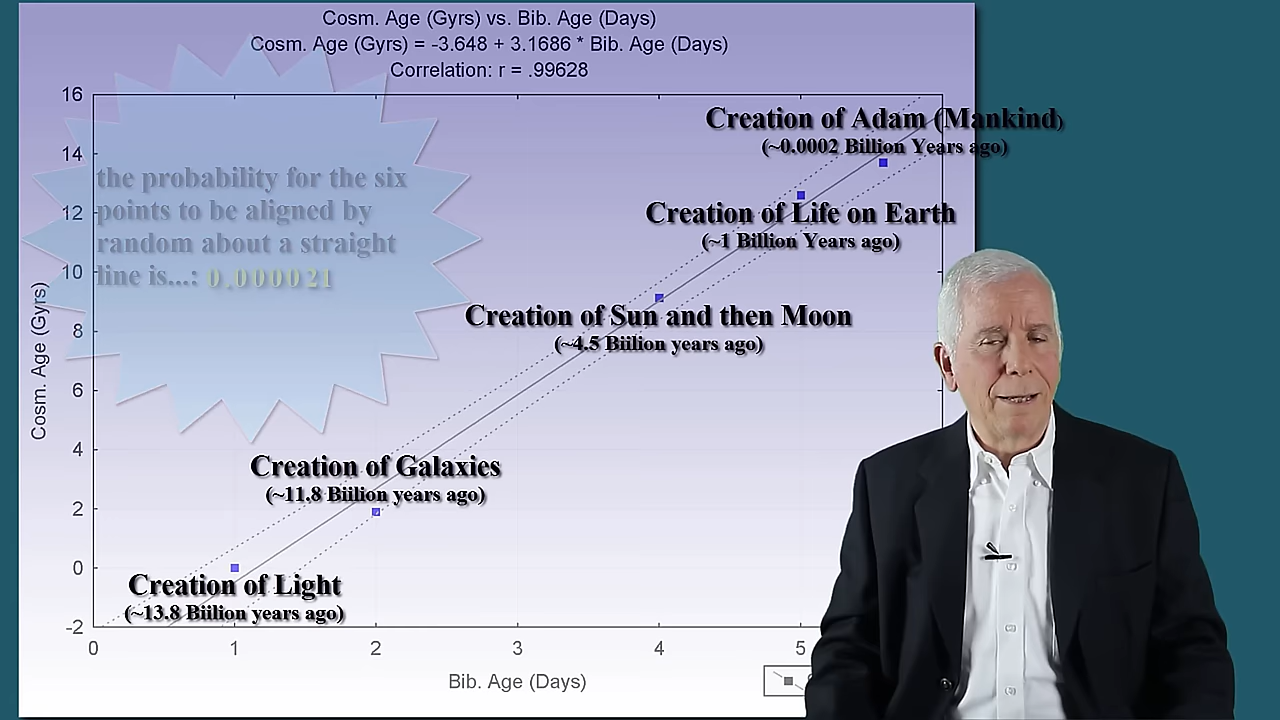 Cosm. Age (Gyrs) vs. Bib. Age (Days)
Cosm. Age (Gyrs) = -3.648 + 3.1686 * Bib. Age (Days)
Correlation: r = .99628
16
14
12
10
8
6
4
2
0
-2
Cosm. Age (Gyrs)
the probability for the six
points to be aligned by
random about a straight
line is...: 0.000021
Creation of Adam (Mankind)
(~0.0002 Billion Years ago)
Creation of Life on Earth
(~1 Billion Years ago)
Creation of Sun and then Moon
(~4.5 Biilion years ago)
Creation of Galaxies
(~11.8 Biilion years ago)
Creation of Light
(~13.8 Biilion years ago)
0 1 2 3 4 5
Bib. Age (Days)